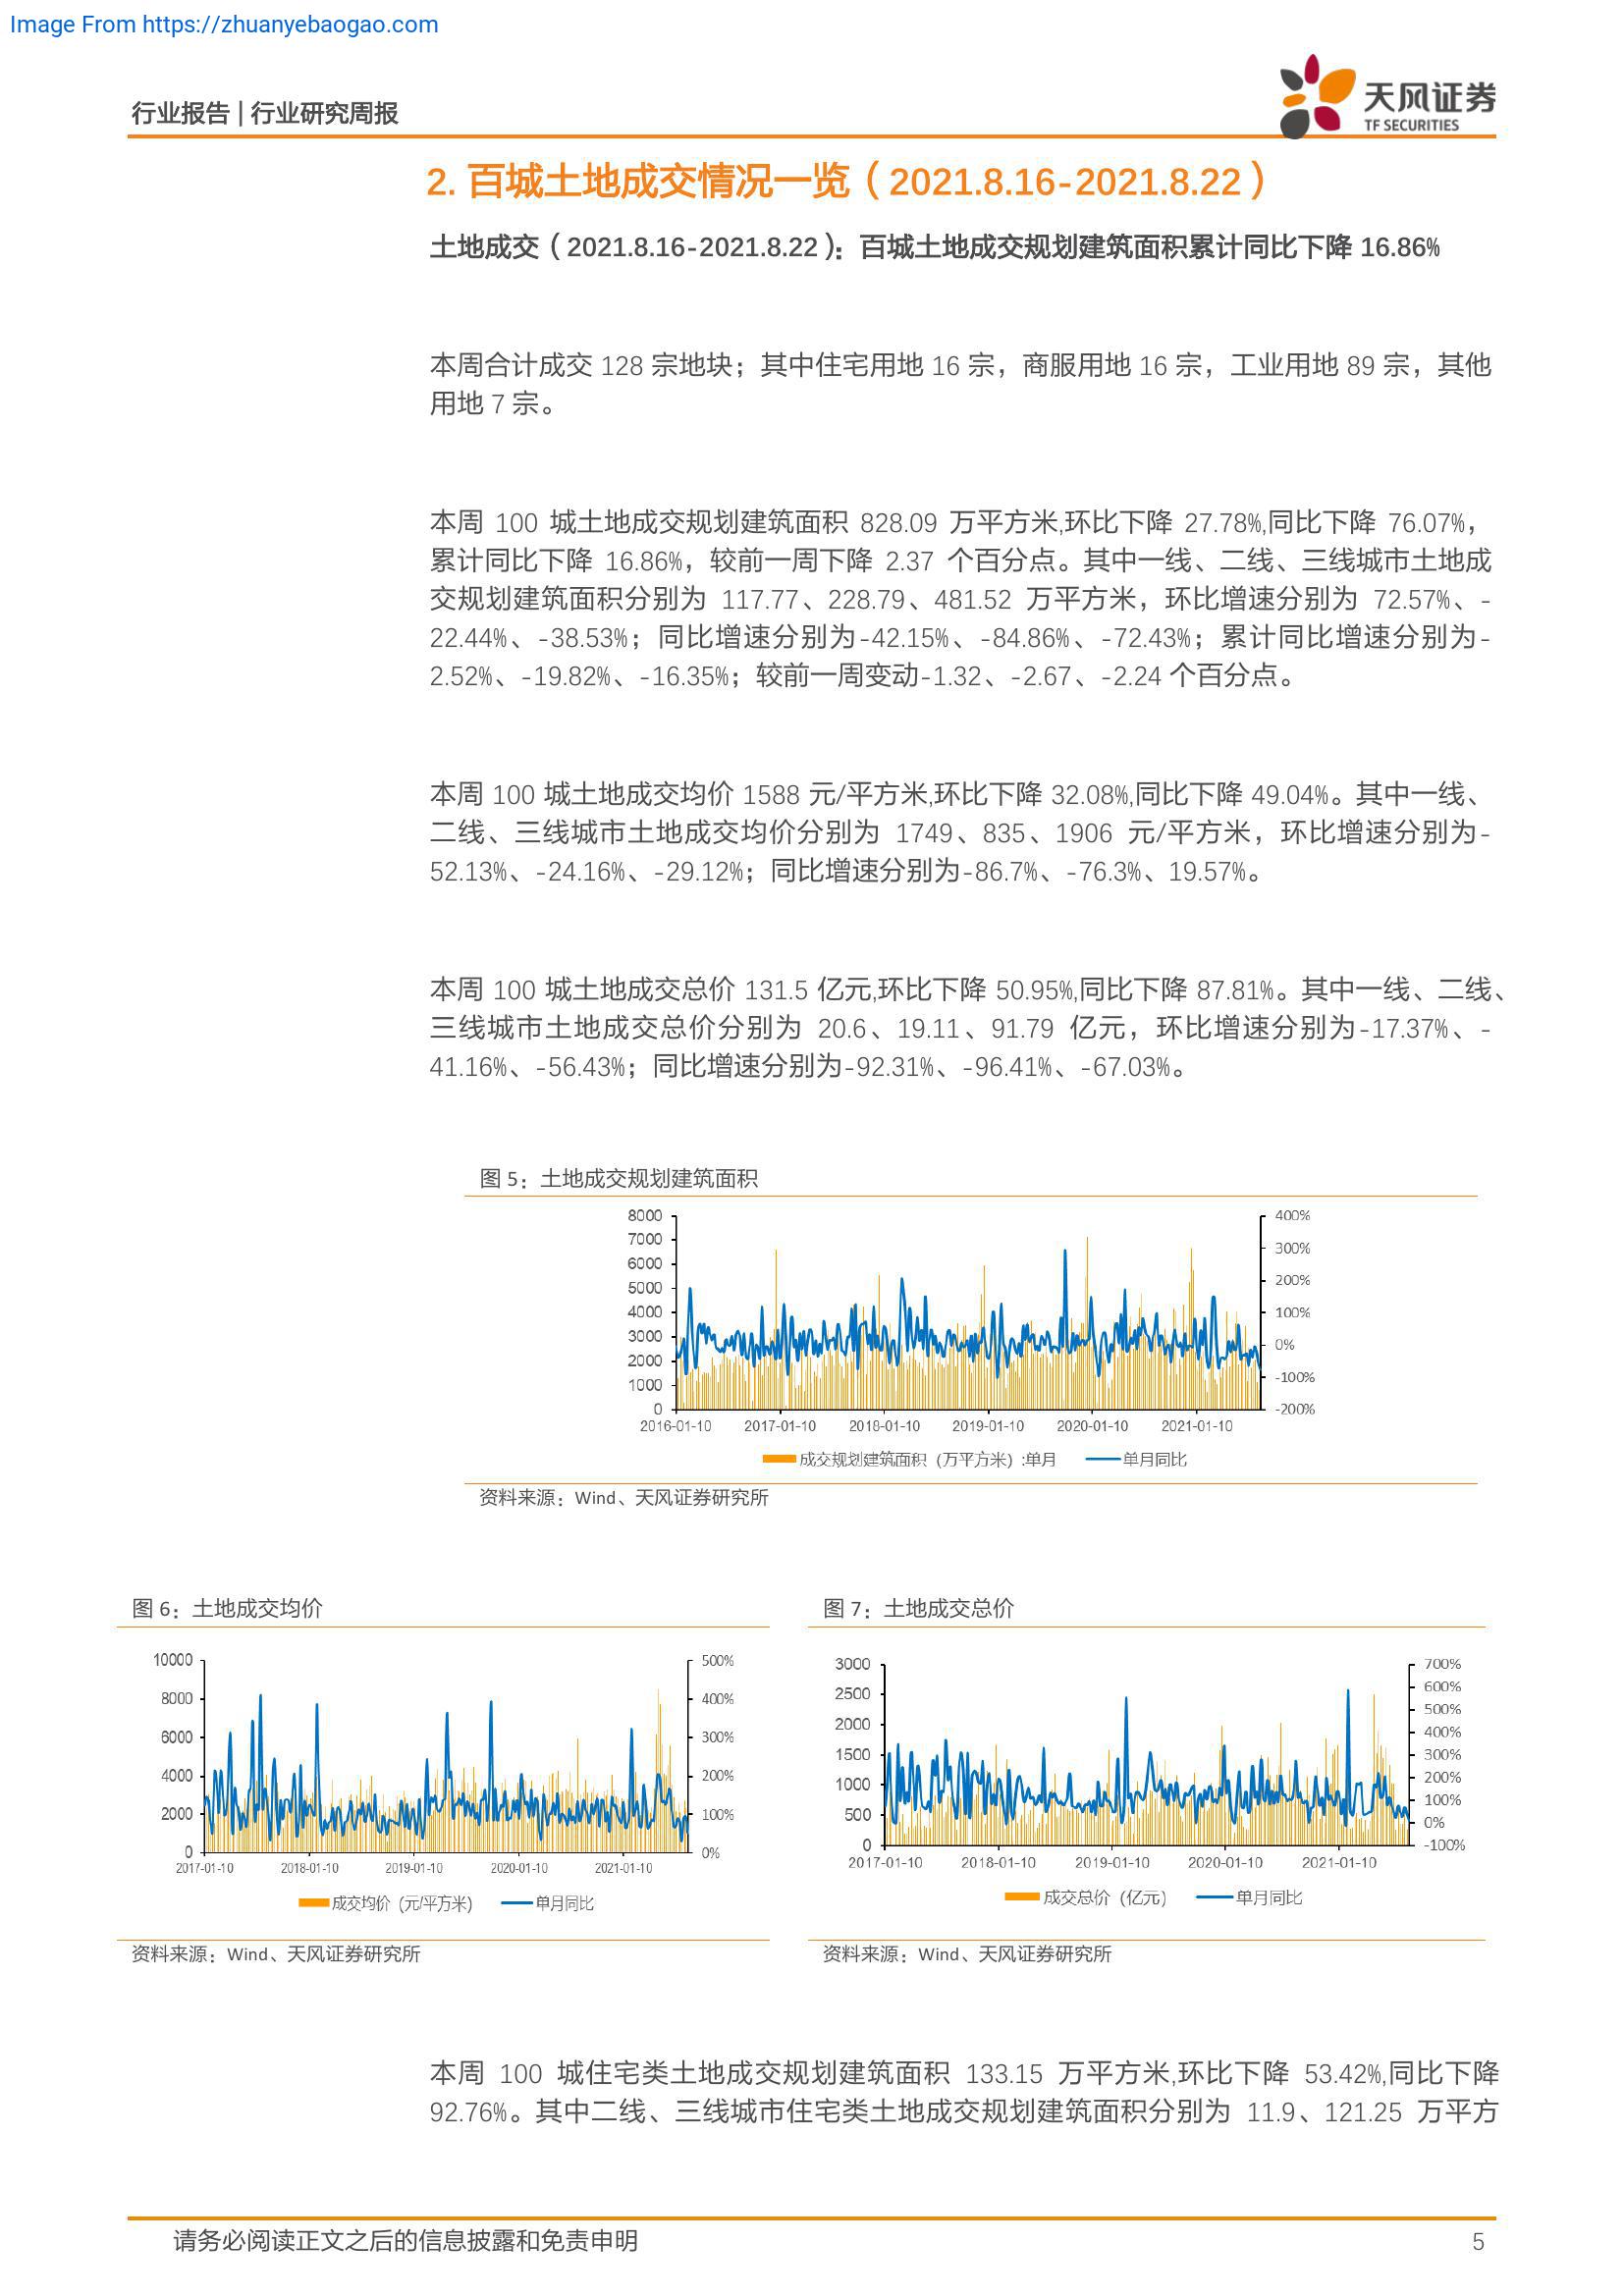 Image From https://zhuanyebaogao.com
行业报告 | 行业研究周报
天风证券
TF SECURITIES
2. 百城土地成交情况一览（2021.8.16-2021.8.22）
土地成交（2021.8.16-2021.8.22）：百城土地成交规划建筑面积累计同比下降 16.86%
本周合计成交 128 宗地块；其中住宅用地 16 宗，商服用地 16 宗，工业用地 89 宗，其他
用地 7 宗。
本周 100 城土地成交规划建筑面积 828.09 万平方米,环比下降 27.78%,同比下降 76.07%，
累计同比下降 16.86%，较前一周下降 2.37 个百分点。其中一线、二线、三线城市土地成
交规划建筑面积分别为 117.77、228.79、481.52 万平方米，环比增速分别为 72.57%、-
22.44%、-38.53%；同比增速分别为-42.15%、-84.86%、-72.43%；累计同比增速分别为-
2.52%、-19.82%、-16.35%；较前一周变动-1.32、-2.67、-2.24 个百分点。
本周 100 城土地成交均价 1588 元/平方米,环比下降 32.08%,同比下降 49.04%。其中一线、
二线、三线城市土地成交均价分别为 1749、835、1906 元/平方米，环比增速分别为-
52.13%、-24.16%、-29.12%；同比增速分别为-86.7%、-76.3%、19.57%。
本周 100 城土地成交总价 131.5 亿元,环比下降 50.95%,同比下降 87.81%。其中一线、二线、
三线城市土地成交总价分别为 20.6、19.11、91.79 亿元，环比增速分别为-17.37%、-
41.16%、-56.43%；同比增速分别为-92.31%、-96.41%、-67.03%。
图 5：土地成交规划建筑面积
8000 400%
7000
6000 300%
5000 200%
4000 100%
3000 0%
2000
1000 -100%
0 -200%
2016-01-10 2017-01-10 2018-01-10 2019-01-10 2020-01-10 2021-01-10
成交规划建筑面积（万平方米）:单月 单月同比
资料来源：Wind、天风证券研究所
图 6：土地成交均价
10000 500%
8000 400%
6000 300%
4000 200%
2000 100%
0 0%
2017-01-10 2018-01-10 2019-01-10 2020-01-10 2021-01-10
成交均价（元/平方米） 单月同比
资料来源：Wind、天风证券研究所
图 7：土地成交总价
3000 700%
600%
2500 500%
2000 400%
1500 300%
1000 200%
100%
500 0%
0 -100%
2017-01-10 2018-01-10 2019-01-10 2020-01-10 2021-01-10
成交总价（亿元） 单月同比
资料来源：Wind、天风证券研究所
本周 100 城住宅类土地成交规划建筑面积 133.15 万平方米,环比下降 53.42%,同比下降
92.76%。其中二线、三线城市住宅类土地成交规划建筑面积分别为 11.9、121.25 万平方
请务必阅读正文之后的信息披露和免责申明 5